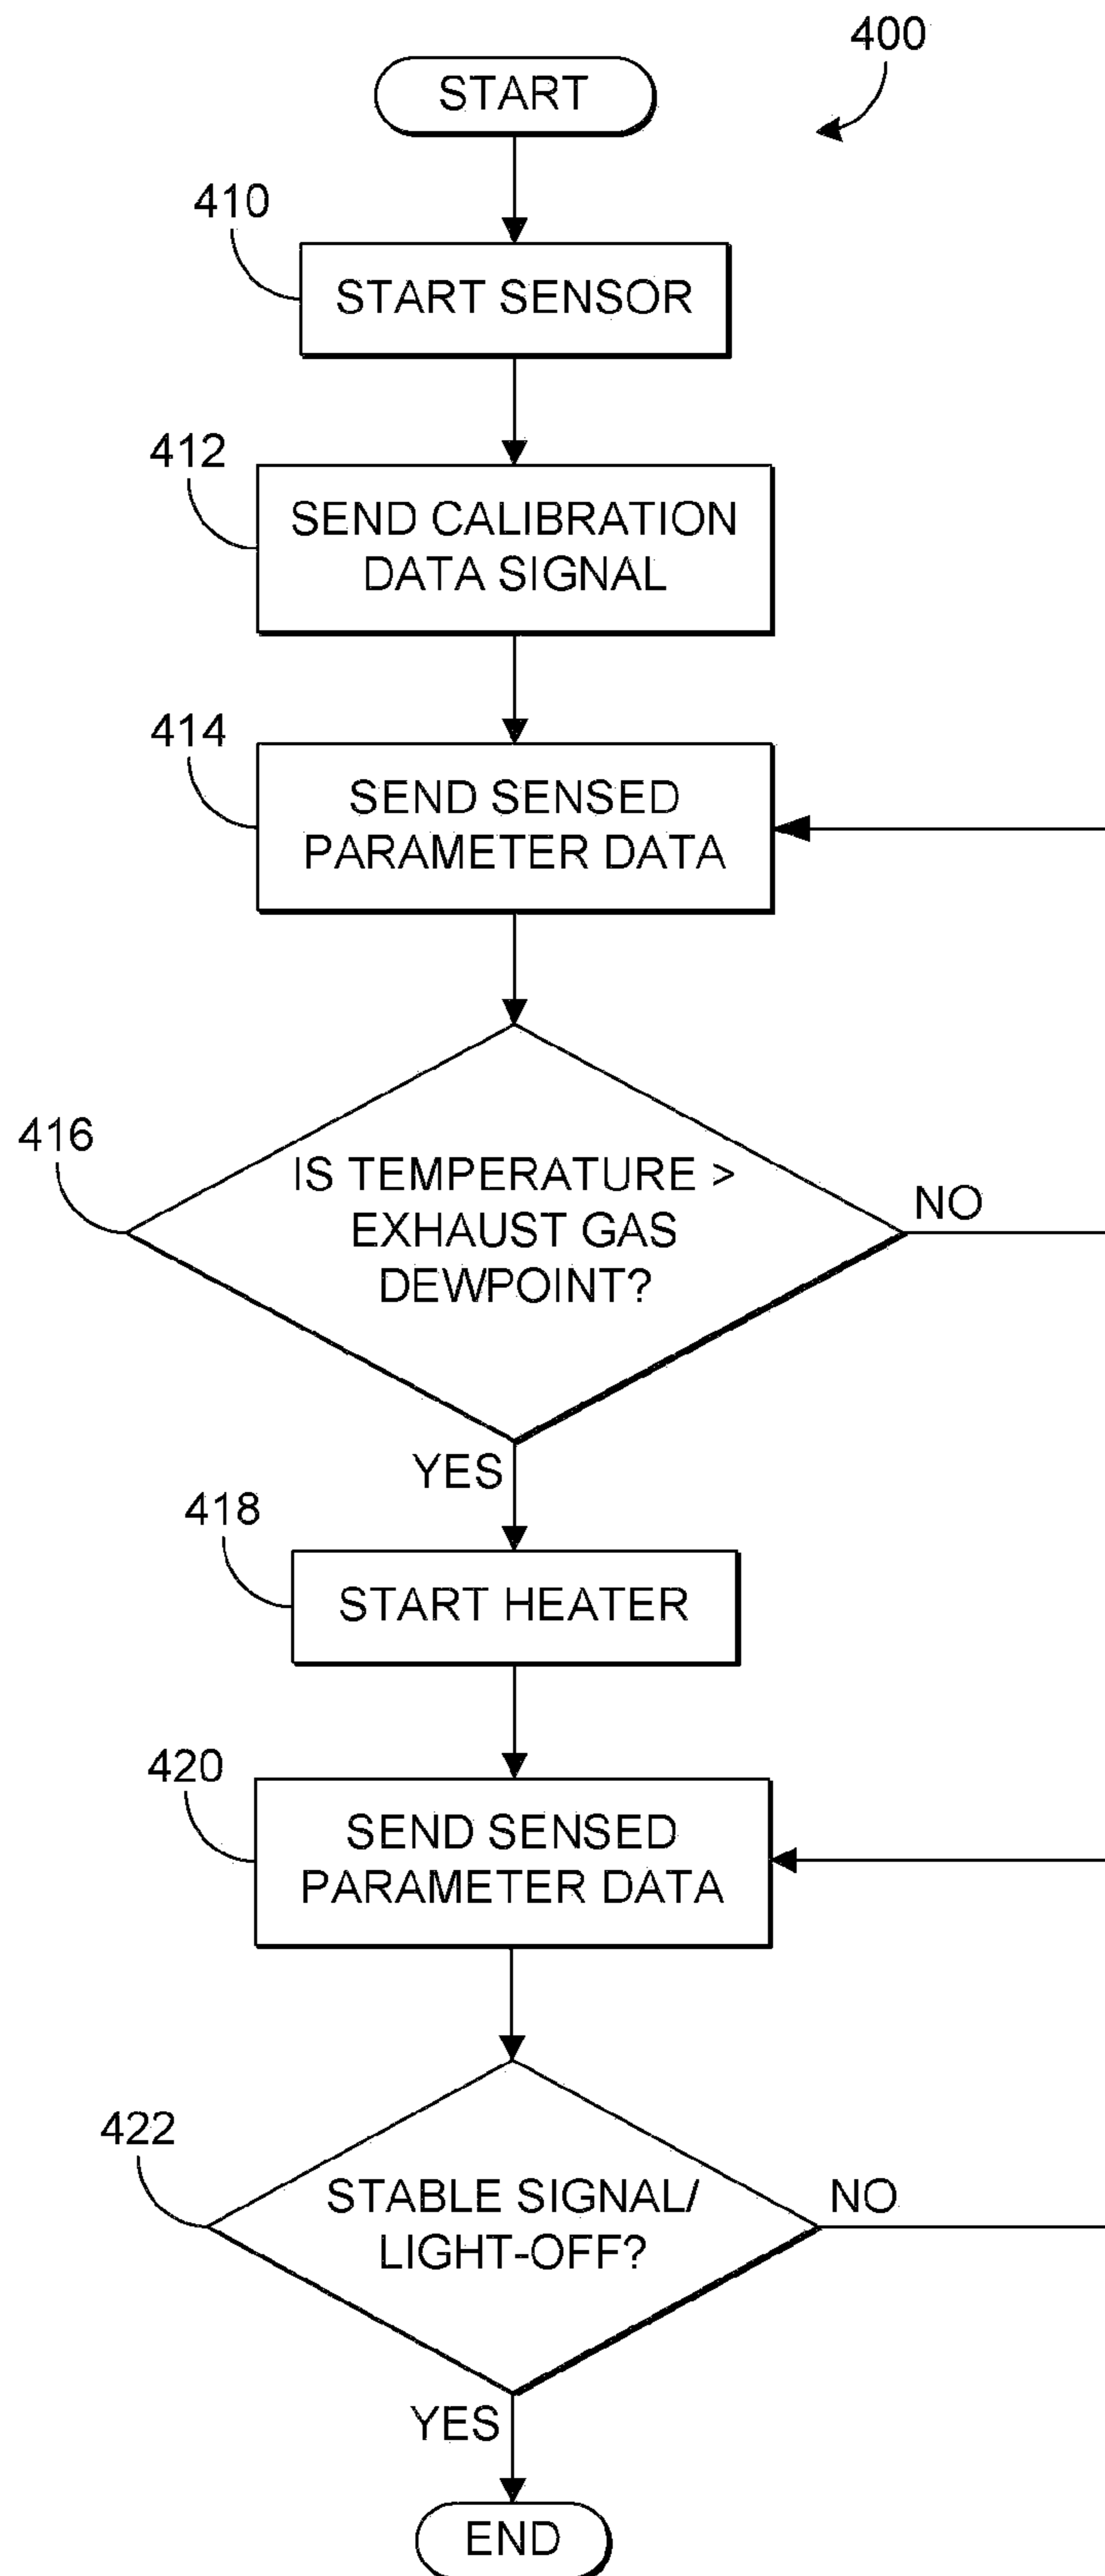 400
START
410
START SENSOR
412
SEND CALIBRATION
DATA SIGNAL
414
SEND SENSED
PARAMETER DATA
416
IS TEMPERATURE >
EXHAUST GAS
DEWPOINT?
NO
YES
418
START HEATER
420
SEND SENSED
PARAMETER DATA
422
STABLE SIGNAL/
LIGHT-OFF?
NO
YES
END